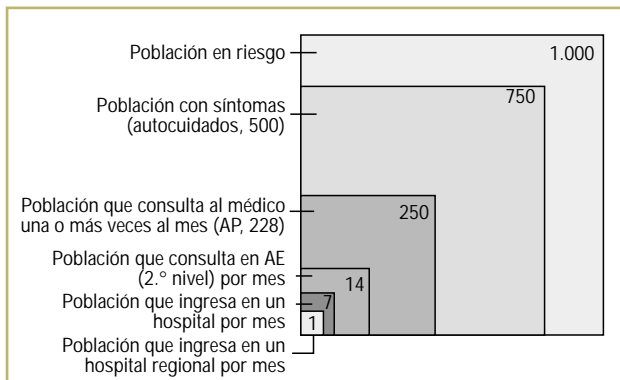 Población en riesgo
1.000
Población con síntomas
(autocuidados, 500)
750
Población que consulta al médico
una o más veces al mes (AP, 228)
250
Población que consulta en AE
(2.° nivel) por mes
14
Población que ingresa en un
hospital por mes
7
Población que ingresa en un
hospital regional por mes
1